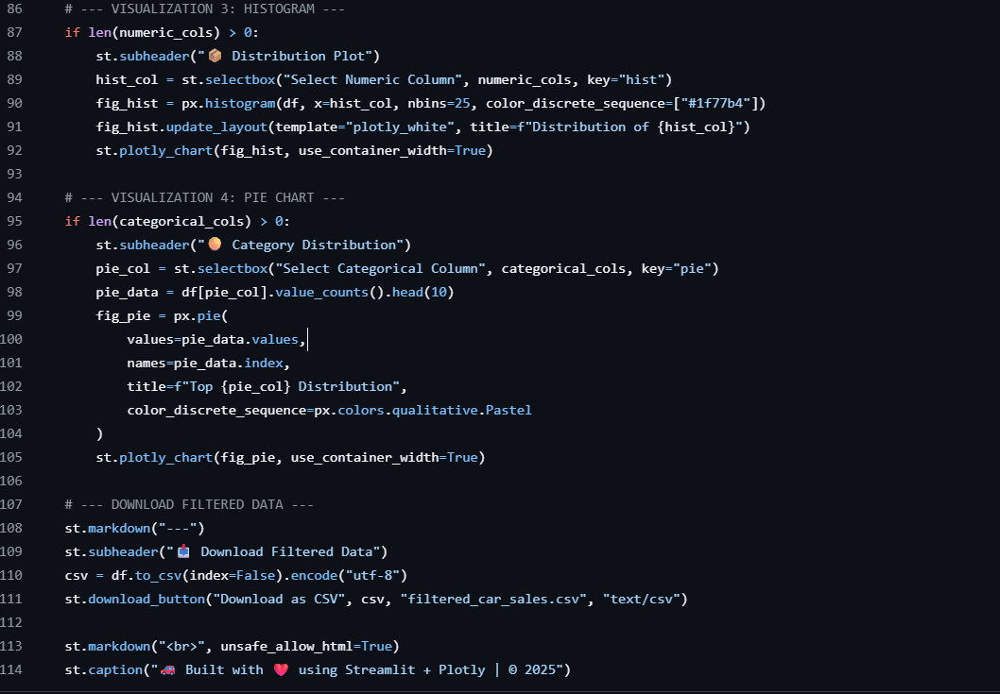 86 # --- VISUALIZATION 3: HISTOGRAM ---
87 if len(numeric_cols) > 0:
88 st.subheader("📦 Distribution Plot")
89 hist_col = st.selectbox("Select Numeric Column", numeric_cols, key="hist")
90 fig_hist = px.histogram(df, x=hist_col, nbins=25, color_discrete_sequence=["#1f77b4"])
91 fig_hist.update_layout(template="plotly_white", title=f"Distribution of {hist_col}")
92 st.plotly_chart(fig_hist, use_container_width=True)
93
94 # --- VISUALIZATION 4: PIE CHART ---
95 if len(categorical_cols) > 0:
96 st.subheader("🥮 Category Distribution")
97 pie_col = st.selectbox("Select Categorical Column", categorical_cols, key="pie")
98 pie_data = df[pie_col].value_counts().head(10)
99 fig_pie = px.pie(
100 values=pie_data.values,
101 names=pie_data.index,
102 title=f"Top {pie_col} Distribution",
103 color_discrete_sequence=px.colors.qualitative.Pastel
104 )
105 st.plotly_chart(fig_pie, use_container_width=True)
106
107 # --- DOWNLOAD FILTERED DATA ---
108 st.markdown("---")
109 st.subheader("📥 Download Filtered Data")
110 csv = df.to_csv(index=False).encode("utf-8")
111 st.download_button("Download as CSV", csv, "filtered_car_sales.csv", "text/csv")
112
113 st.markdown("<br>", unsafe_allow_html=True)
114 st.caption("🚗 Built with ❤️ using Streamlit + Plotly | © 2025")